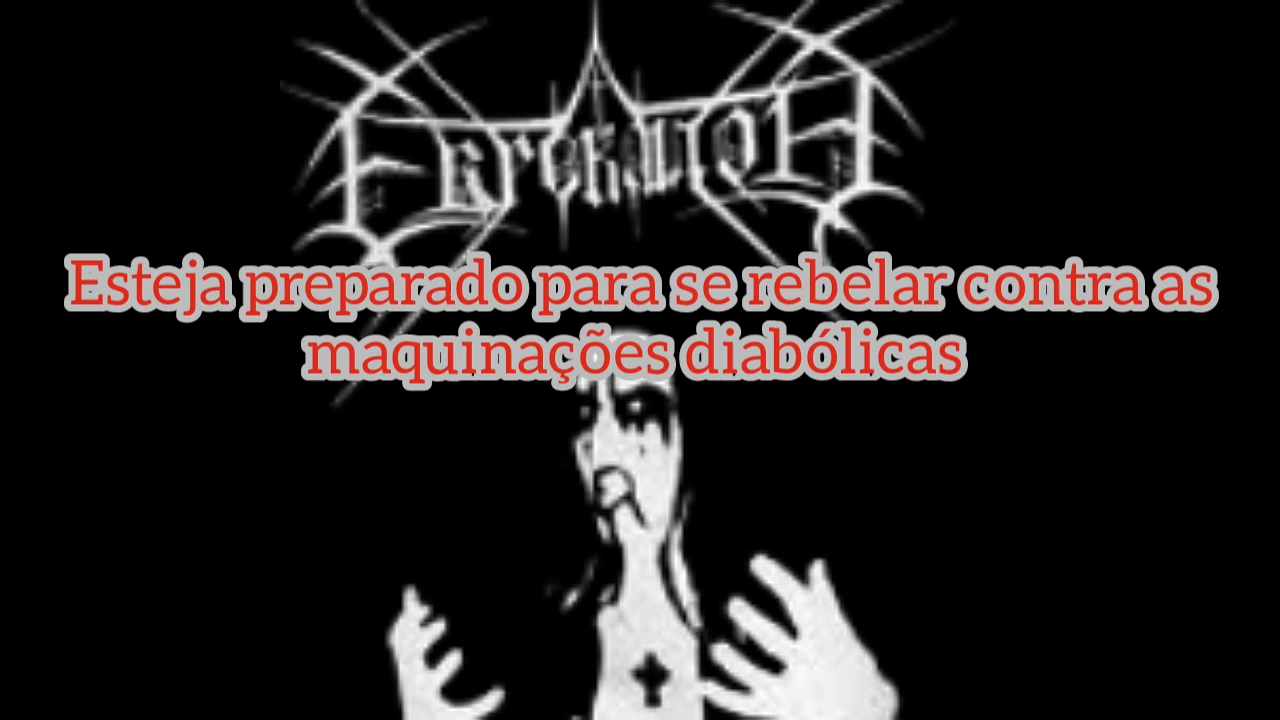 Esteja preparado para se rebelar contra as
maquinações diabólicas